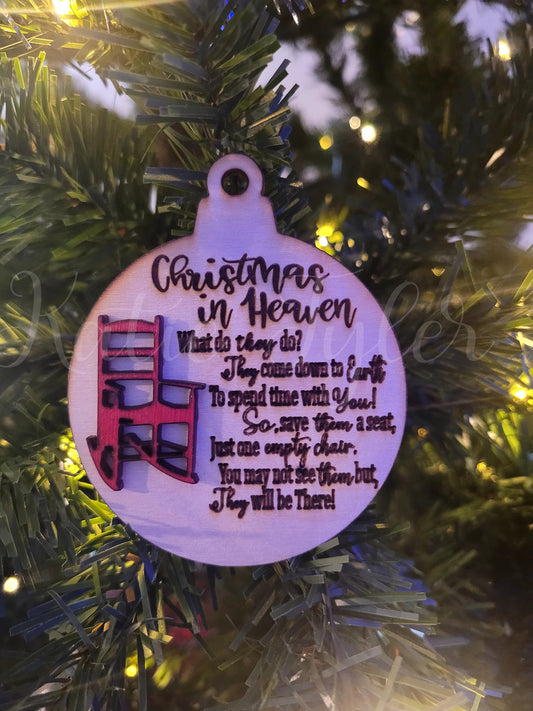 Christmas
in Heaven
What do they do?
They come down to Earth
To spend time with You!
So, save them a seat,
Just one empty chair.
You may not see them but,
They will be There!